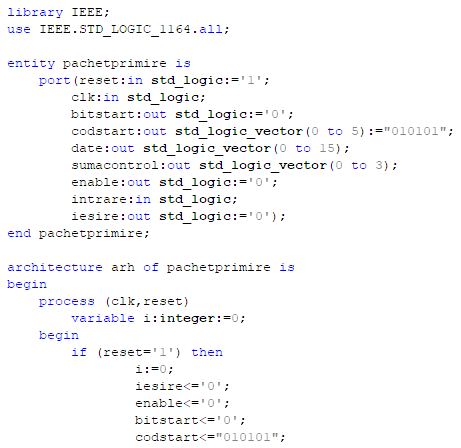 library IEEE;
use IEEE.STD_LOGIC_1164.all;

entity pachetprimire is
    port(reset:in std_logic:='1';
        clk:in std_logic;
        bitstart:out std_logic:='0';
        codstart:out std_logic_vector(0 to 5):="010101";
        date:out std_logic_vector(0 to 15);
        sumacontrol:out std_logic_vector(0 to 3);
        enable:out std_logic:='0';
        intrare:in std_logic;
        iesire:out std_logic:='0');
end pachetprimire;

architecture arh of pachetprimire is
begin
    process (clk,reset)
        variable i:integer:=0;
    begin
        if (reset='1') then
                i:=0;
                iesire<='0';
                enable<='0';
                bitstart<='0';
                codstart<="010101";